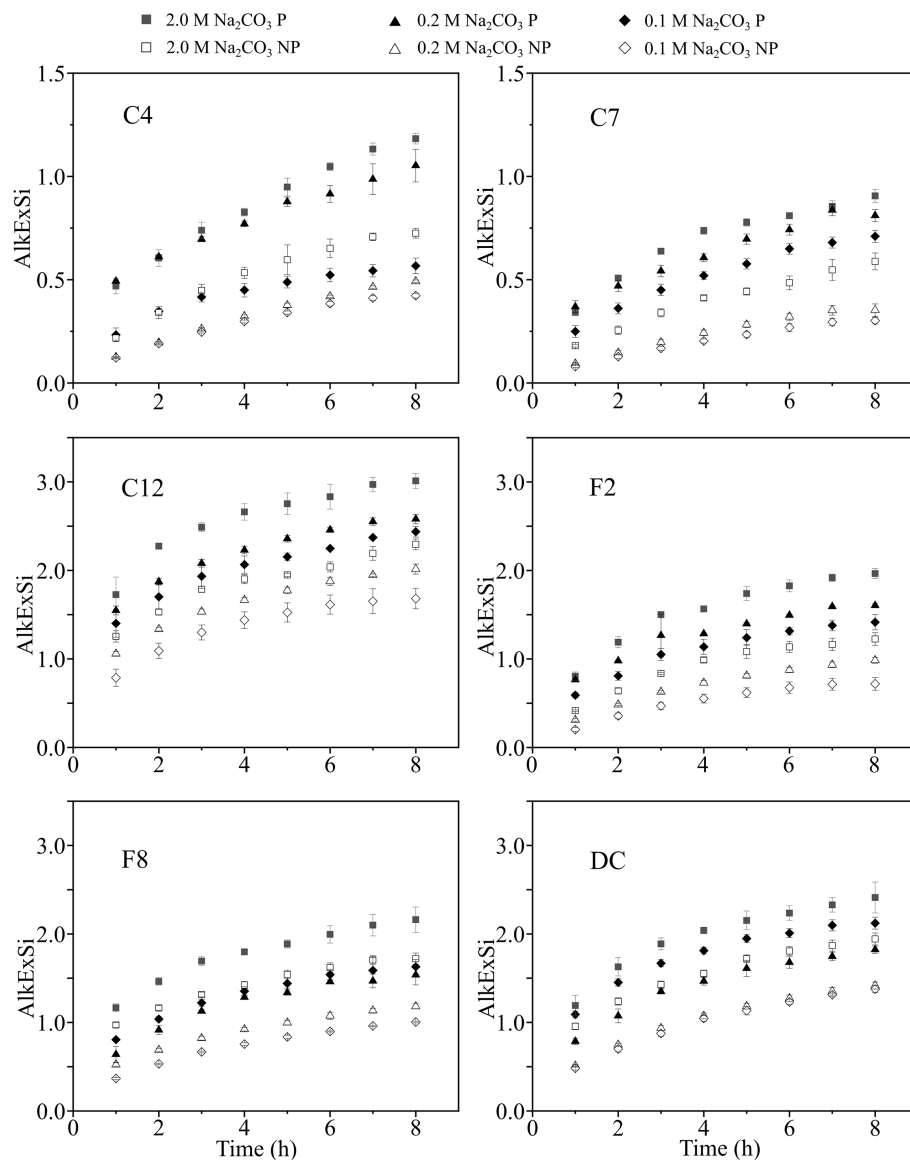 2.0 M Na₂CO₃ P 0.2 M Na₂CO₃ P 0.1 M Na₂CO₃ P
2.0 M Na₂CO₃ NP 0.2 M Na₂CO₃ NP 0.1 M Na₂CO₃ NP
C4
AlkExSi
1.5
1.0
0.5
0.0
0 2 4 6 8
C7
AlkExSi
1.5
1.0
0.5
0.0
0 2 4 6 8
C12
AlkExSi
3.0
2.0
1.0
0.0
0 2 4 6 8
F2
AlkExSi
3.0
2.0
1.0
0.0
0 2 4 6 8
F8
AlkExSi
3.0
2.0
1.0
0.0
0 2 4 6 8
Time (h)
DC
AlkExSi
3.0
2.0
1.0
0.0
0 2 4 6 8
Time (h)